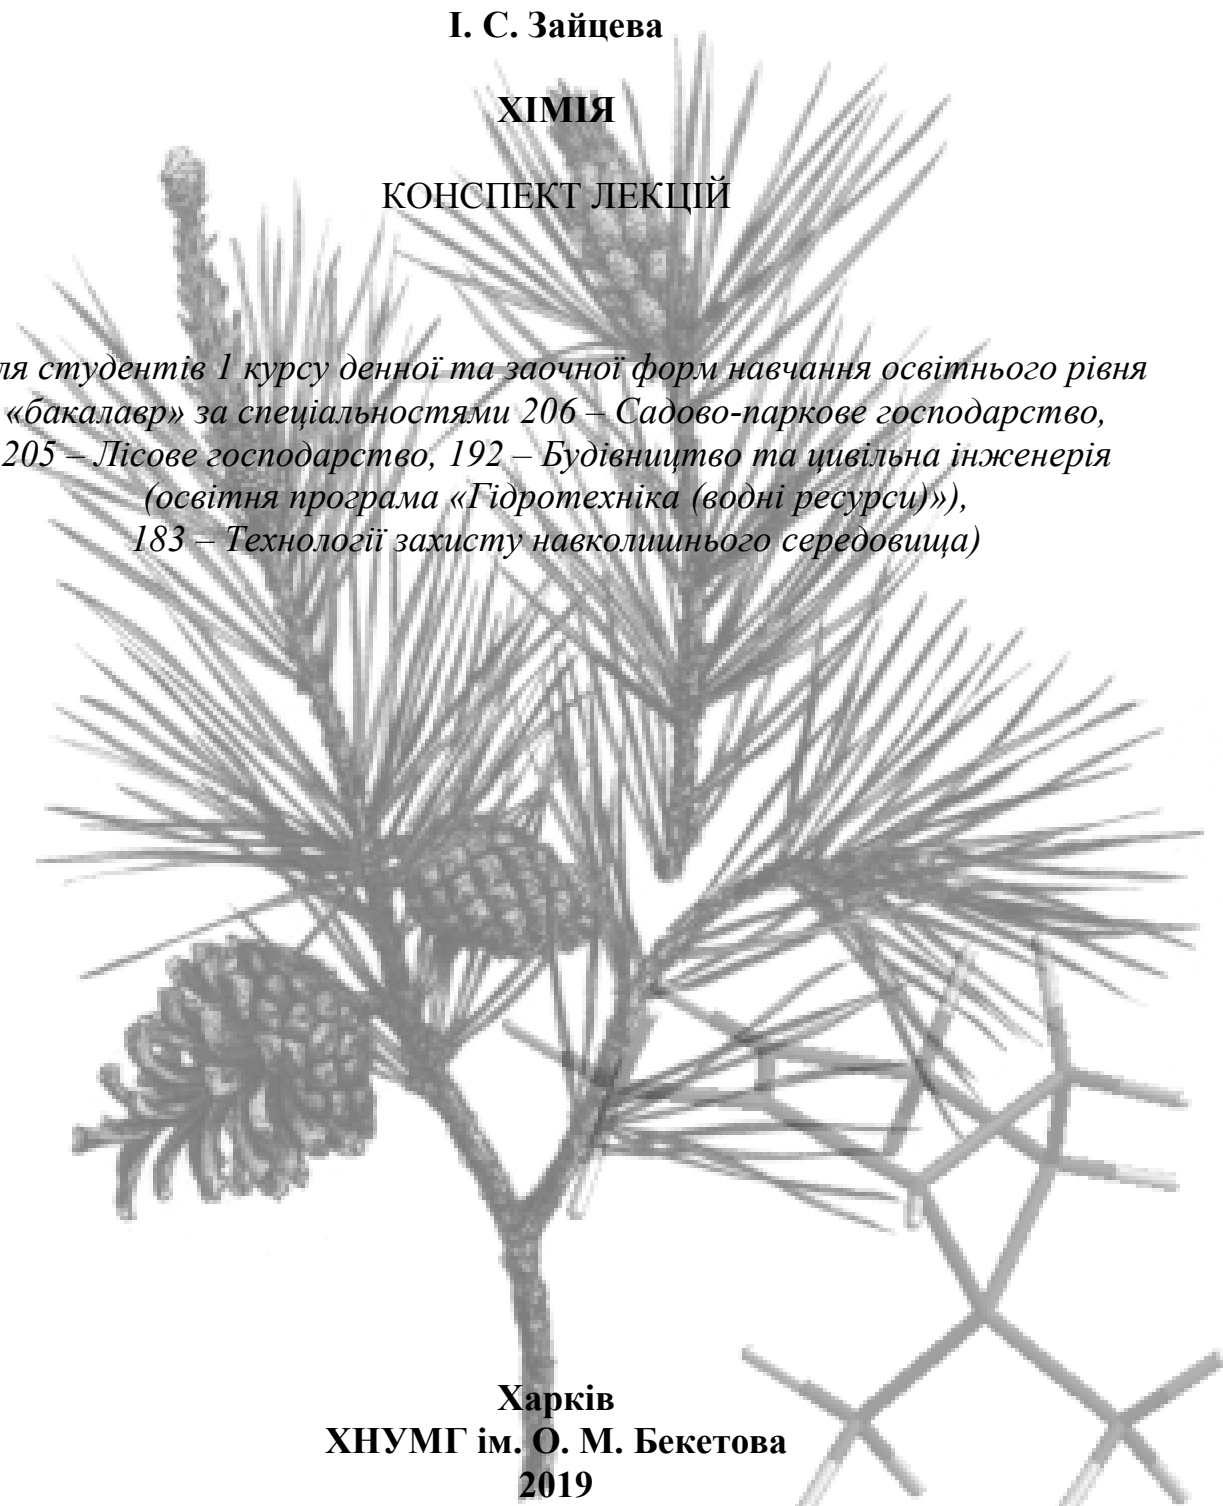 І. С. Зайцева
ХІМІЯ
КОНСПЕКТ ЛЕКЦІЙ
ля студентів 1 курсу денної та заочної форм навчання освітнього рівня
«бакалавр» за спеціальностями 206 – Садово-паркове господарство,
205 – Лісове господарство, 192 – Будівництво та цивільна інженерія
(освітня програма «Гідротехніка (водні ресурси)»),
183 – Технології захисту навколишнього середовища)
Харків
ХНУМГ ім. О. М. Бекетова
2019